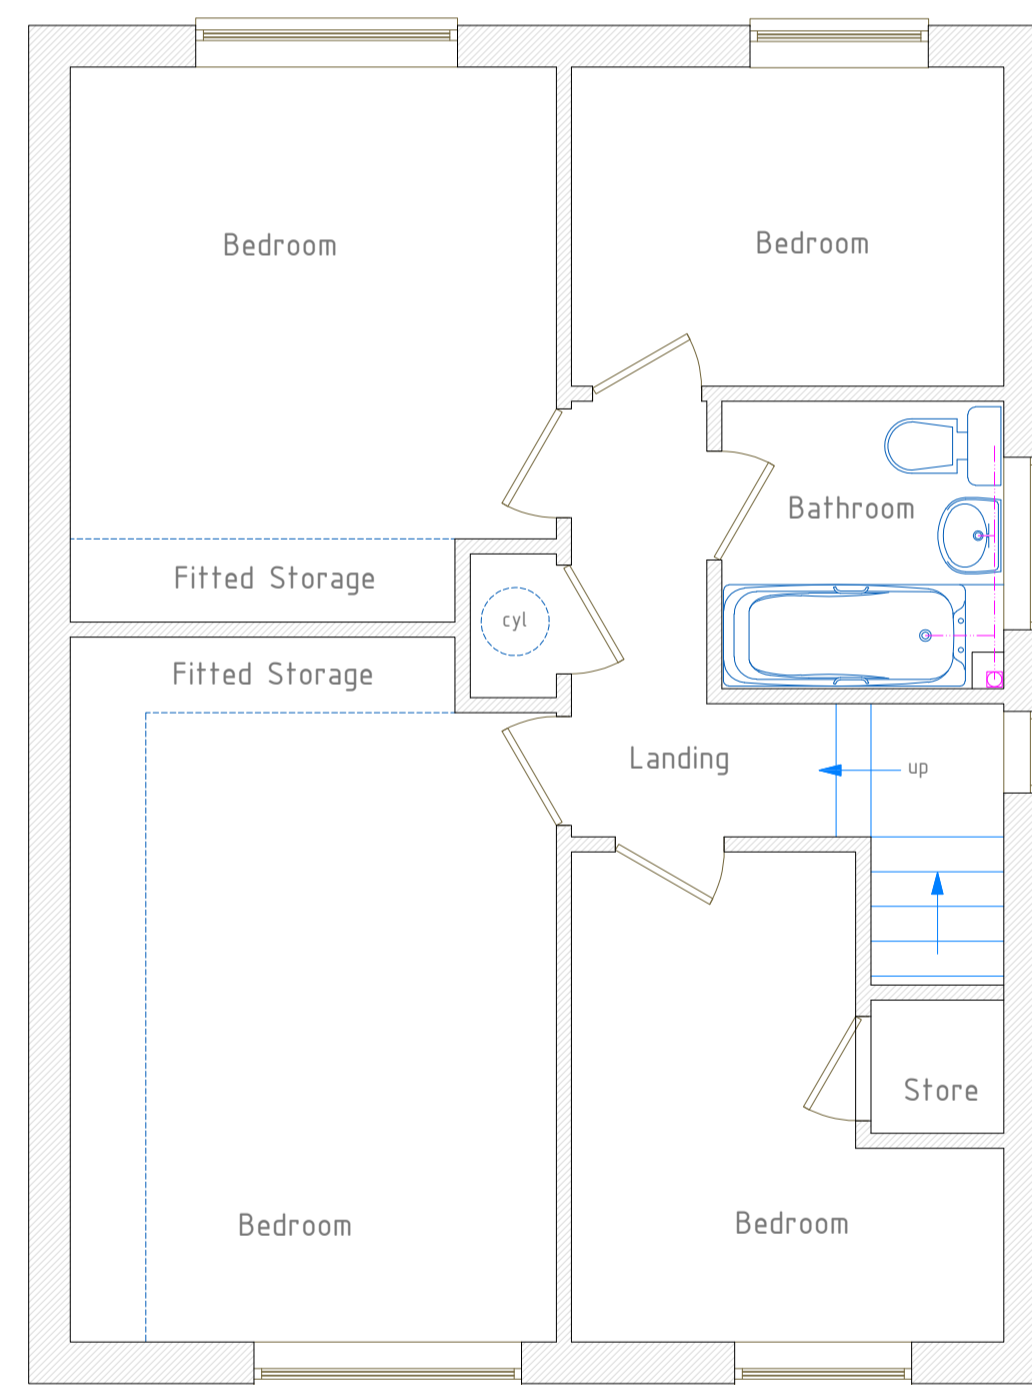 Bedroom
Bedroom
Bathroom
Fitted Storage
cyl
Fitted Storage
Landing
up
Store
Bedroom
Bedroom